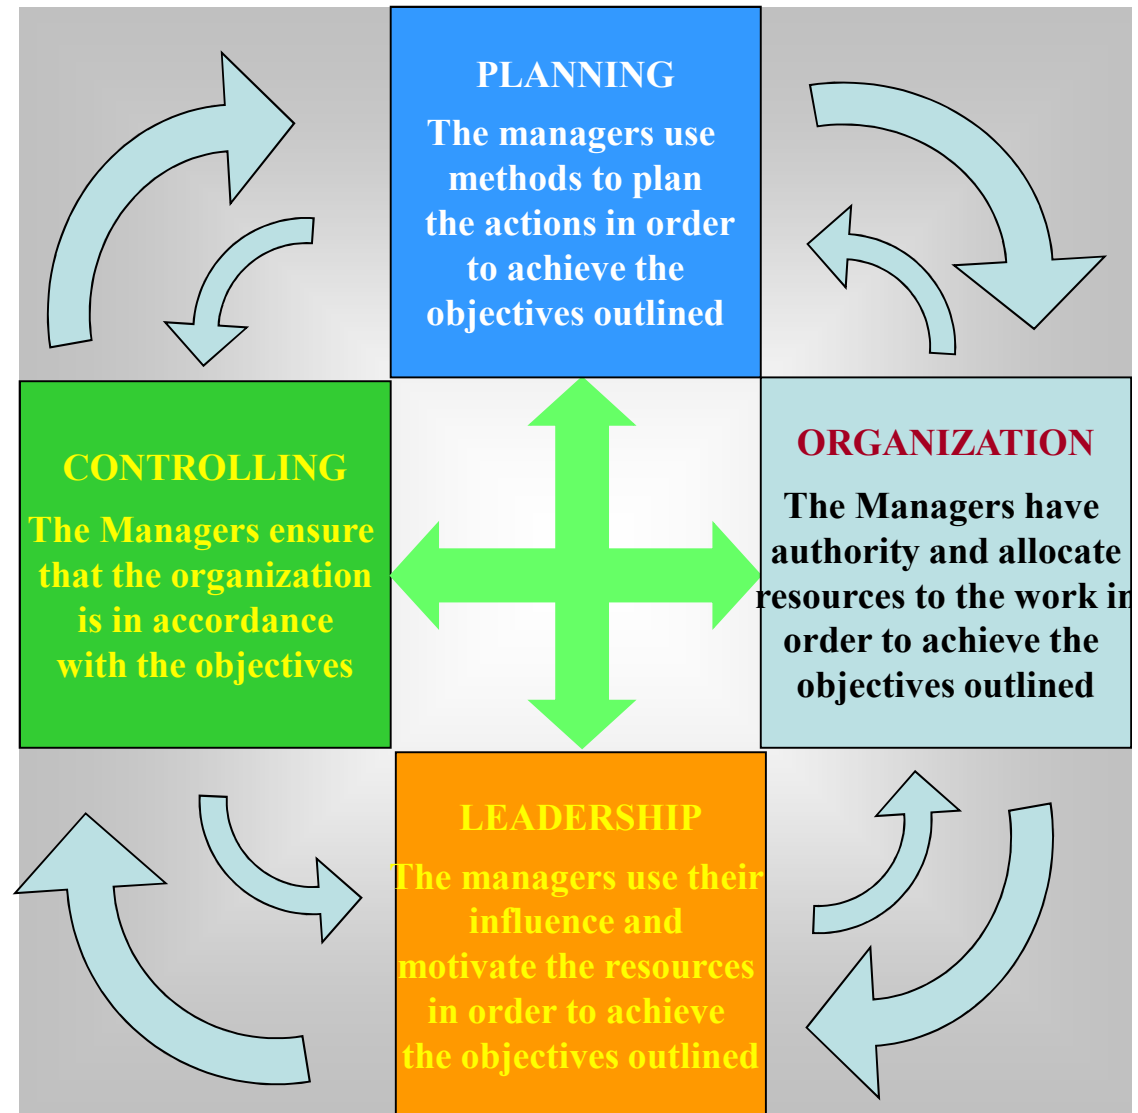 PLANNING
The managers use
methods to plan
the actions in order
to achieve the
objectives outlined
CONTROLLING
The Managers ensure
that the organization
is in accordance
with the objectives
ORGANIZATION
The Managers have
authority and allocate
resources to the work in
order to achieve the
objectives outlined
LEADERSHIP
The managers use their
influence and
motivate the resources
in order to achieve
the objectives outlined